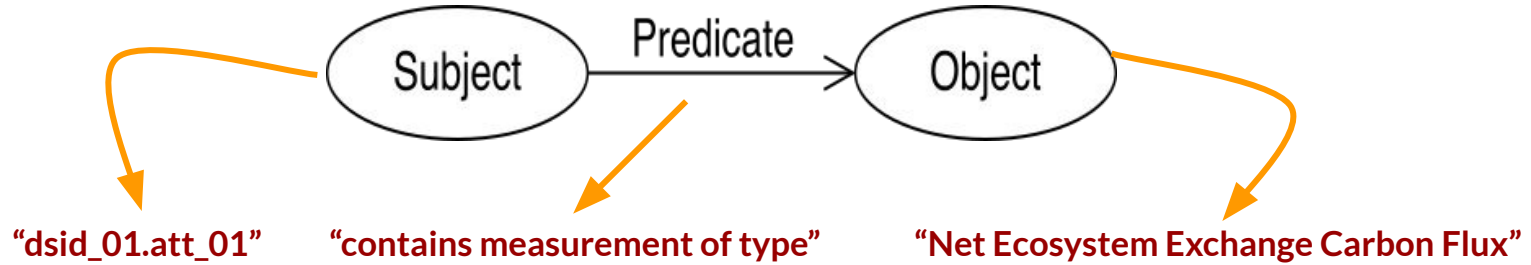 Predicate
Subject
Object
“dsid_01.att_01”
“contains measurement of type”
“Net Ecosystem Exchange Carbon Flux”